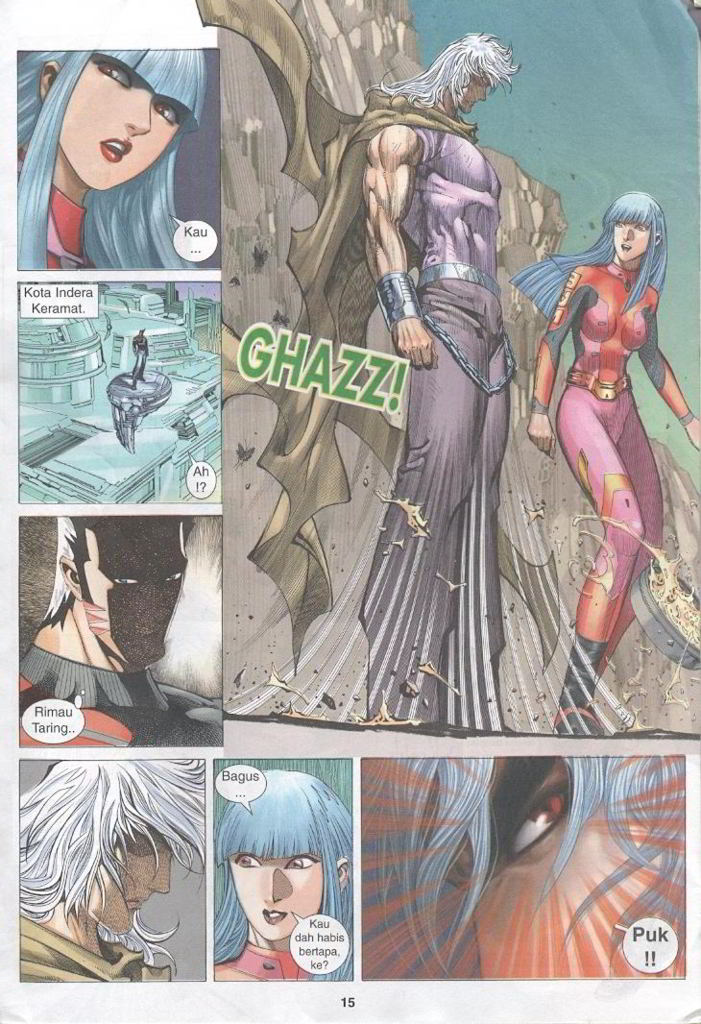 Kau
...
Kota Indera
Keramat.
Ah
!?
GHAZZ!
Rimau
Taring..
Bagus
...
Kau
dah habis
bertapa,
ke?
Puk
!!
15